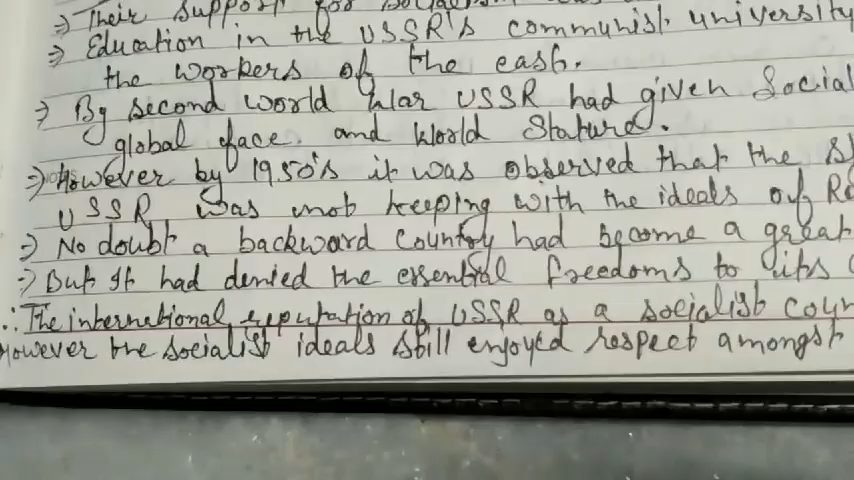 ⇒ Their support for
⇒ Eduation in the USSR's communist university
the workers of the east.
⇒ By second world War USSR had given Social
global face. and World Stature.
⇒ However by 1950's it was observed that the
USSR was not keeping with the ideals of
⇒ No doubt a backward Country had become a great
⇒ But It had denied the essential freedoms to its
∴ The international reputation of USSR as a socialist
However the socialist ideals still enjoyed respect amongst